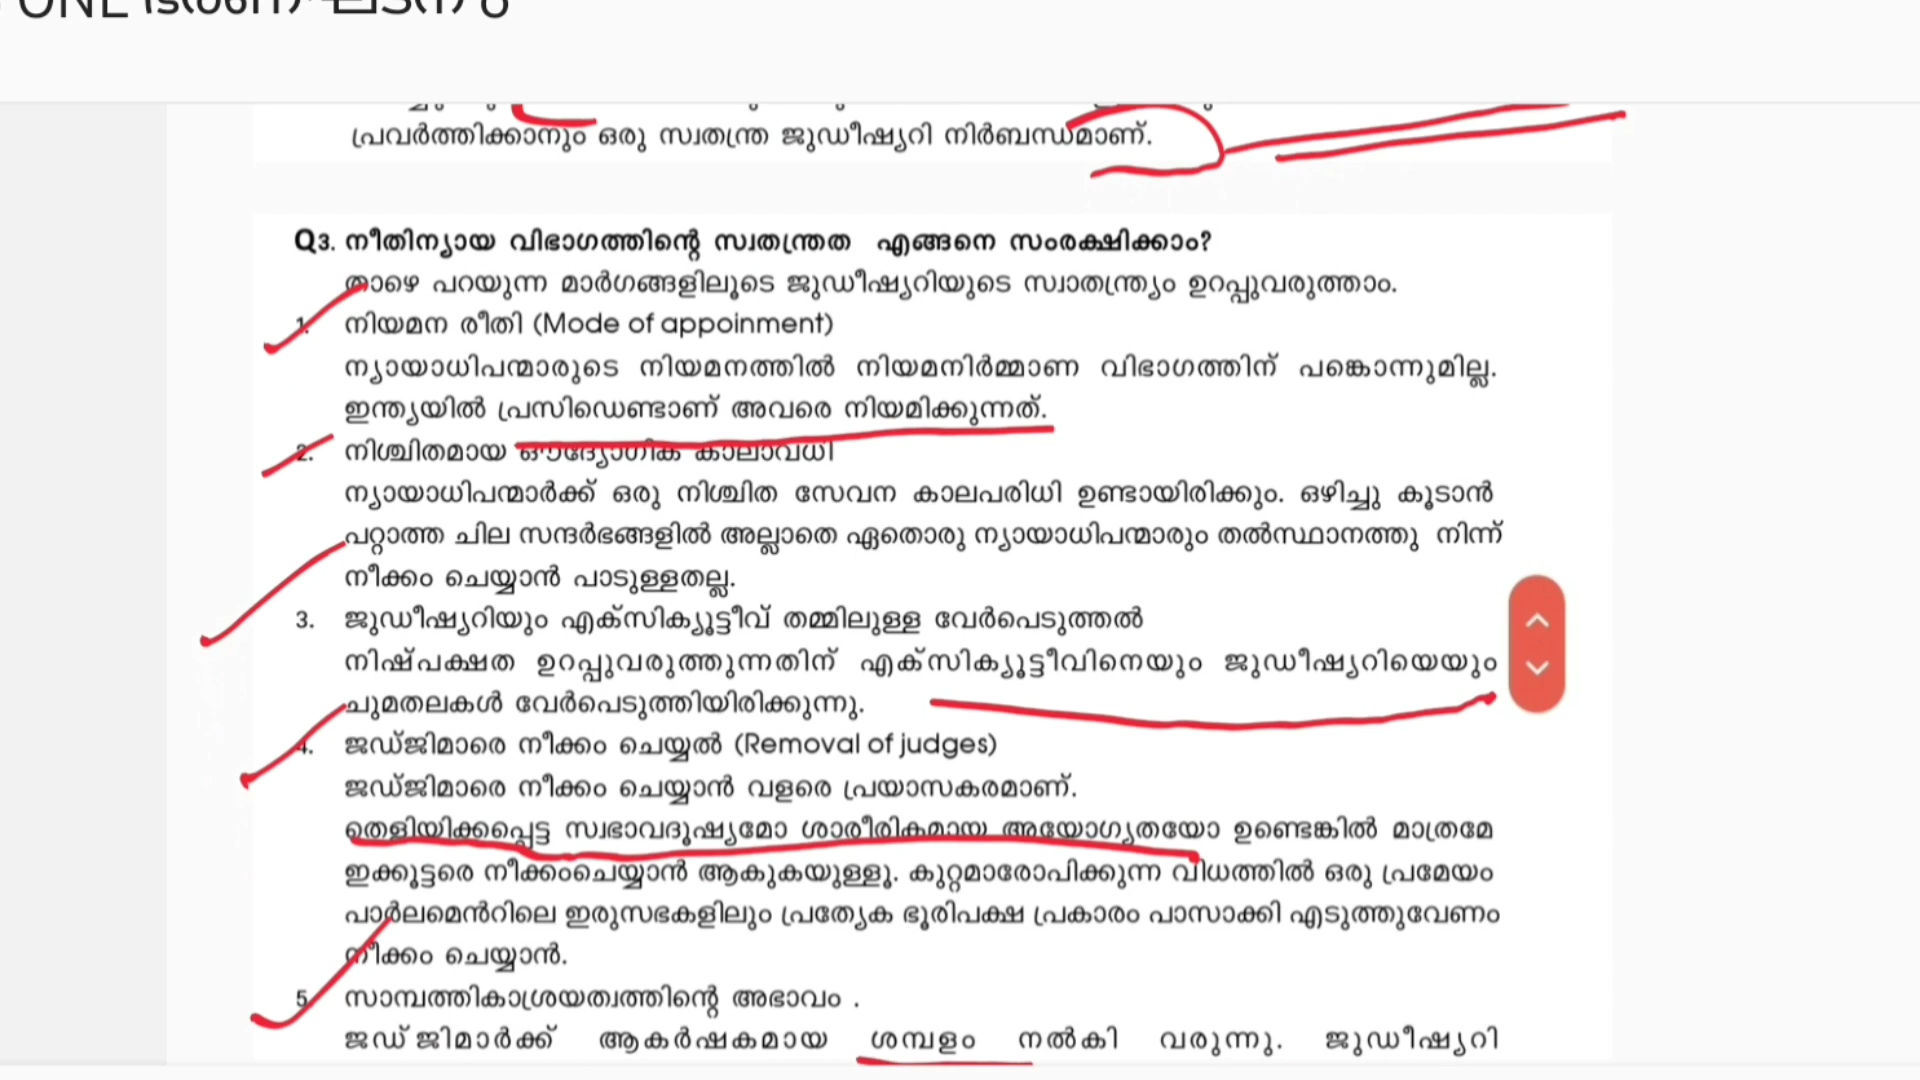 ONE
പ്രവർത്തിക്കാനും ഒരു സ്വതന്ത്ര ജുഡീഷ്യറി നിർബന്ധമാണ്.
Q3. നീതിന്യായ വിഭാഗത്തിന്റെ സ്വതന്ത്രത എങ്ങനെ സംരക്ഷിക്കാം?
താഴെ പറയുന്ന മാർഗങ്ങളിലൂടെ ജുഡീഷ്യറിയുടെ സ്വാതന്ത്ര്യം ഉറപ്പുവരുത്താം.
1. നിയമന രീതി (Mode of appoinment)
ന്യായാധിപന്മാരുടെ നിയമനത്തിൽ നിയമനിർമ്മാണ വിഭാഗത്തിന് പങ്കൊന്നുമില്ല.
ഇന്ത്യയിൽ പ്രസിഡെണ്ടാണ് അവരെ നിയമിക്കുന്നത്.
2. നിശ്ചിതമായ ഔദ്യോഗിക കാലാവധി
ന്യായാധിപന്മാർക്ക് ഒരു നിശ്ചിത സേവന കാലപരിധി ഉണ്ടായിരിക്കും. ഒഴിച്ചു കൂടാൻ
പറ്റാത്ത ചില സന്ദർഭങ്ങളിൽ അല്ലാതെ ഏതൊരു ന്യായാധിപന്മാരും തൽസ്ഥാനത്തു നിന്ന്
നീക്കം ചെയ്യാൻ പാടുള്ളതല്ല.
3. ജുഡീഷ്യറിയും എക്സിക്യൂട്ടീവ് തമ്മിലുള്ള വേർപെടുത്തൽ
നിഷ്പക്ഷത ഉറപ്പുവരുത്തുന്നതിന് എക്സിക്യൂട്ടീവിനെയും ജുഡീഷ്യറിയെയും
ചുമതലകൾ വേർപെടുത്തിയിരിക്കുന്നു.
4. ജഡ്ജിമാരെ നീക്കം ചെയ്യൽ (Removal of judges)
ജഡ്ജിമാരെ നീക്കം ചെയ്യാൻ വളരെ പ്രയാസകരമാണ്.
തെളിയിക്കപ്പെട്ട സ്വഭാവദൂഷ്യമോ ശാരീരികമായ അയോഗ്യതയോ ഉണ്ടെങ്കിൽ മാത്രമേ
ഇക്കൂട്ടരെ നീക്കംചെയ്യാൻ ആകുകയുള്ളൂ. കുറ്റമാരോപിക്കുന്ന വിധത്തിൽ ഒരു പ്രമേയം
പാർലമെൻറിലെ ഇരുസഭകളിലും പ്രത്യേക ഭൂരിപക്ഷ പ്രകാരം പാസാക്കി എടുത്തുവേണം
നീക്കം ചെയ്യാൻ.
5. സാമ്പത്തികാശ്രയത്വത്തിന്റെ അഭാവം .
ജഡ്ജിമാർക്ക് ആകർഷകമായ ശമ്പളം നൽകി വരുന്നു. ജുഡീഷ്യറി